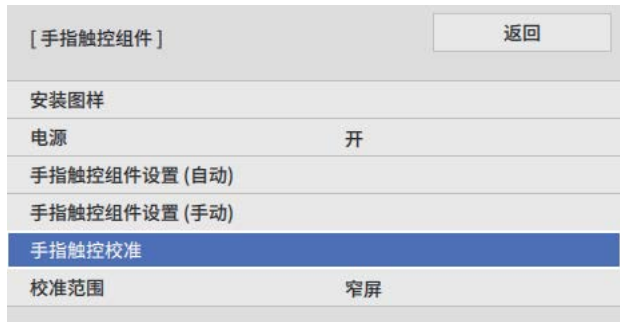 [手指触控组件]
返回
安装图样
电源 开
手指触控组件设置 (自动)
手指触控组件设置 (手动)
手指触控校准
校准范围 窄屏